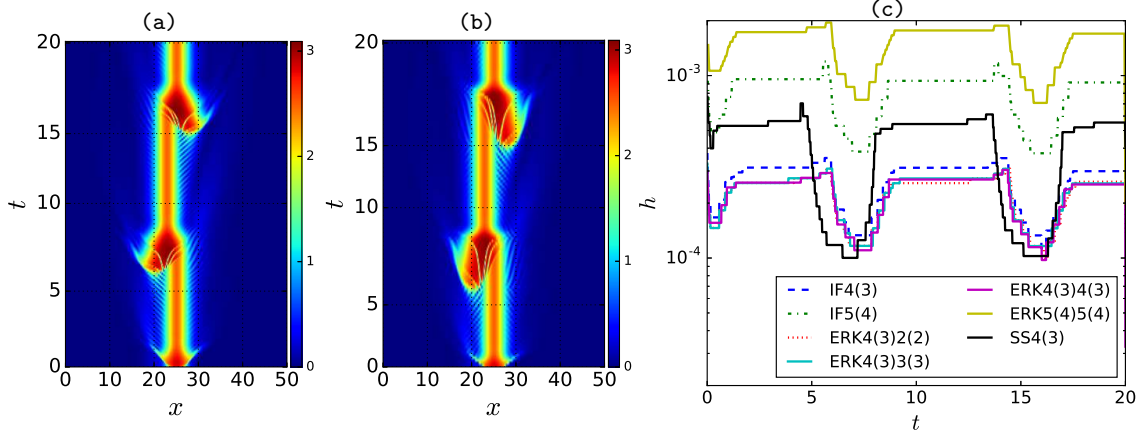 (a)
(b)
(c)
20
15
10
5
0
t
0 10 20 30 40 50
x
3
2
1
0
20
15
10
5
0
t
0 10 20 30 40 50
x
3
2
1
0
10⁻³
10⁻⁴
h
0 5 10 15 20
t
IF4(3)
IF5(4)
ERK4(3)2(2)
ERK4(3)3(3)
ERK4(3)4(3)
ERK5(4)5(4)
SS4(3)